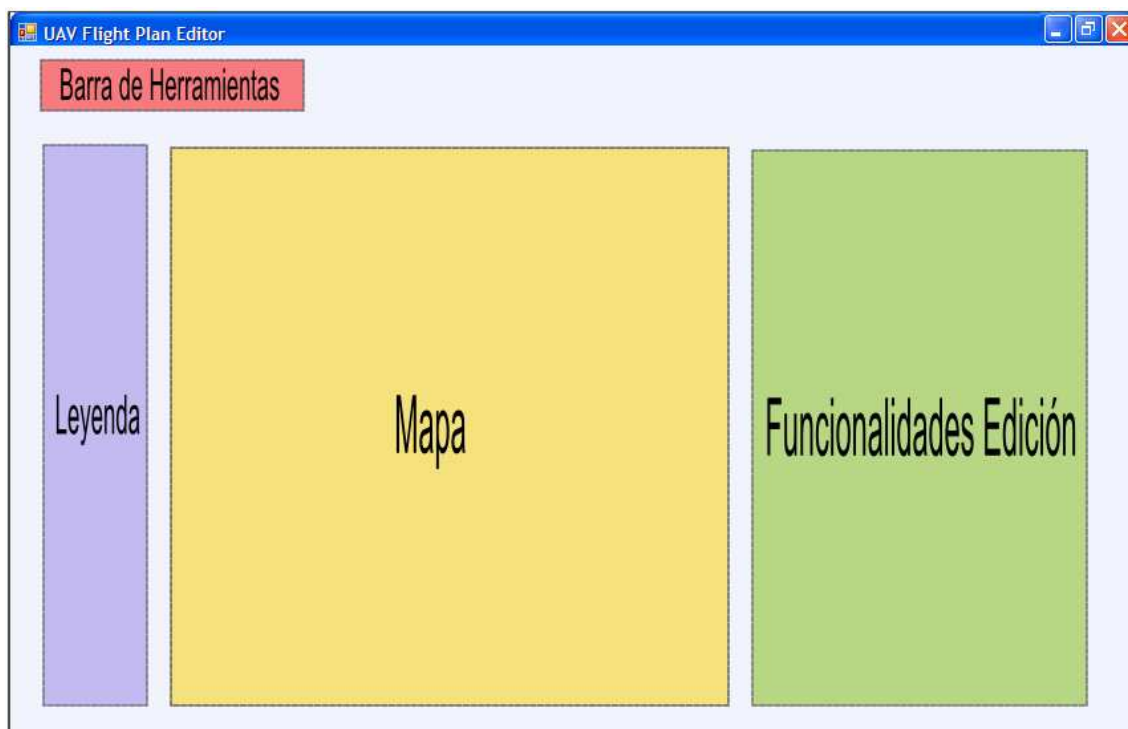 UAV Flight Plan Editor
Barra de Herramientas
Leyenda
Mapa
Funcionalidades Edición